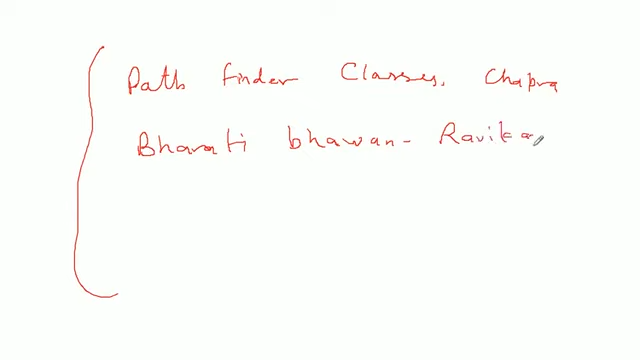 Path finder Classes, Chapra
Bharati bhawan - Ravika